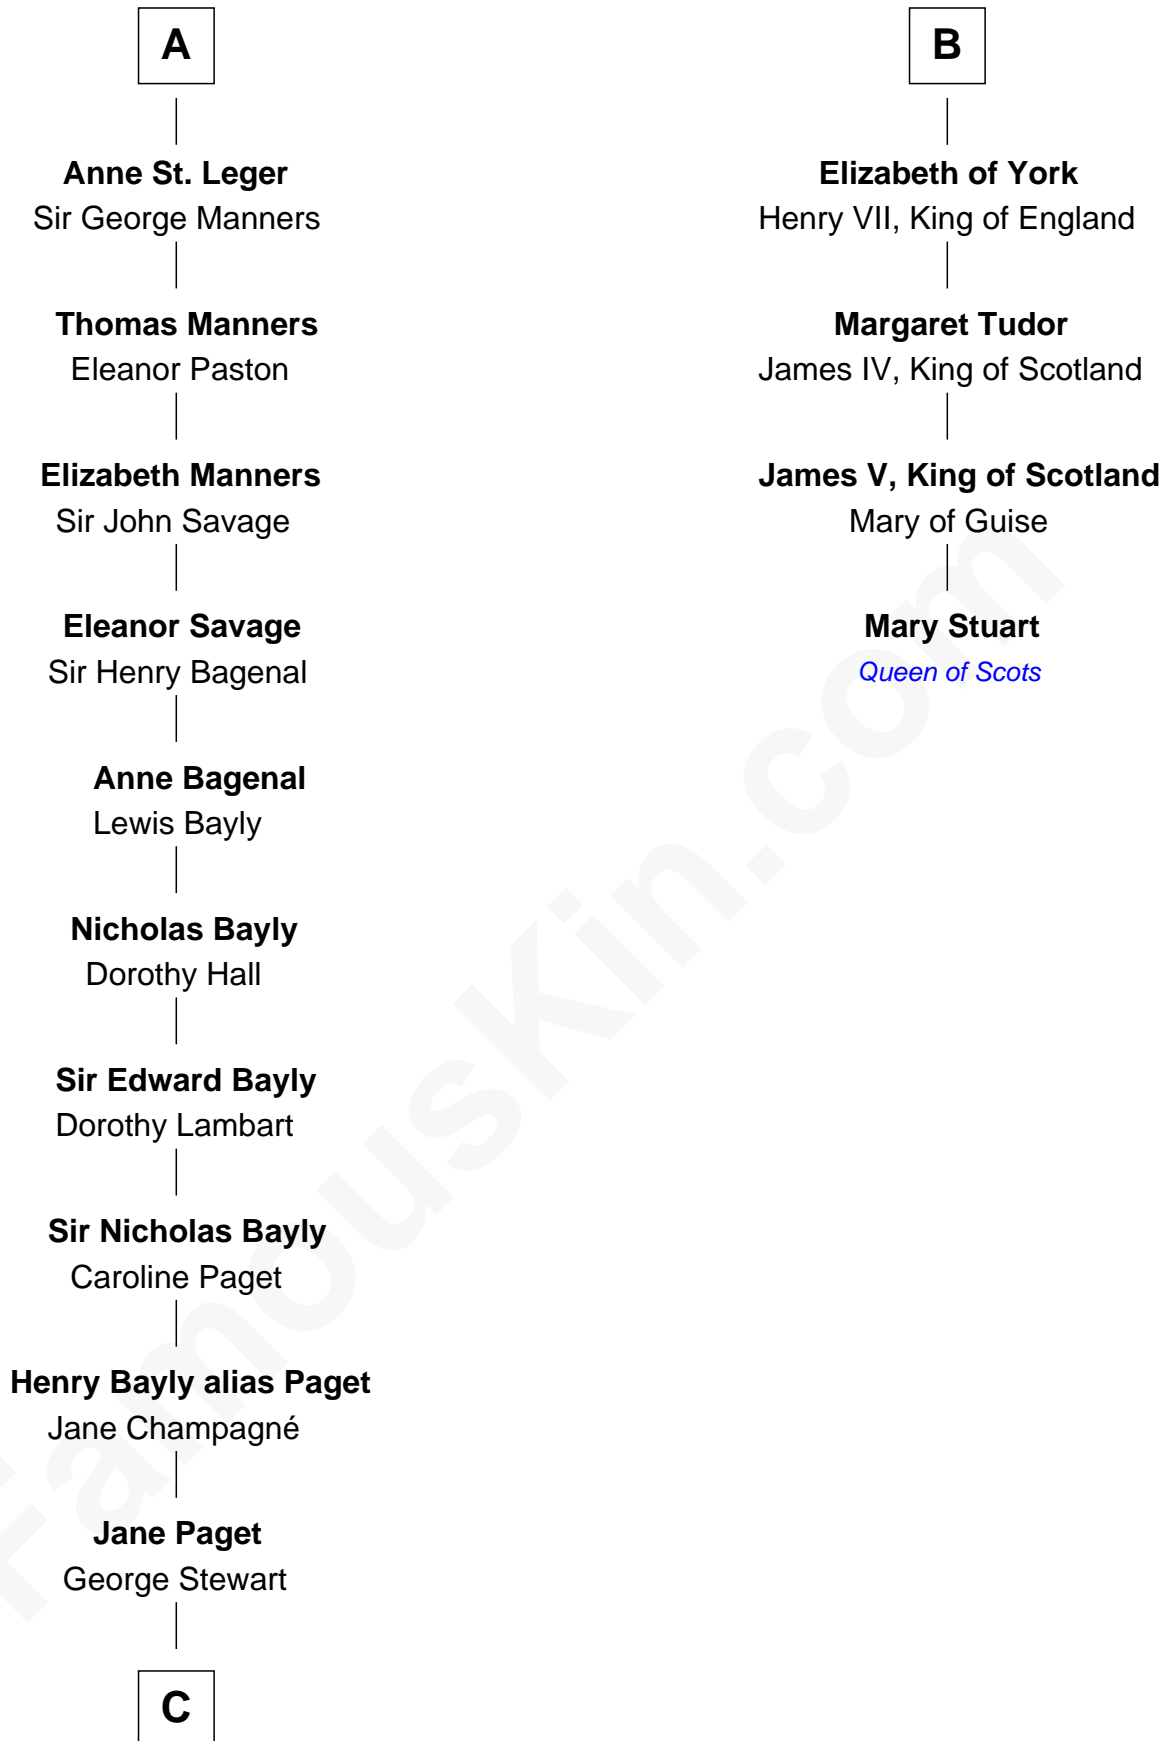 A
Anne St. Leger
Sir George Manners
Thomas Manners
Eleanor Paston
Elizabeth Manners
Sir John Savage
Eleanor Savage
Sir Henry Bagenal
Anne Bagenal
Lewis Bayly
Nicholas Bayly
Dorothy Hall
Sir Edward Bayly
Dorothy Lambart
Sir Nicholas Bayly
Caroline Paget
Henry Bayly alias Paget
Jane Champagné
Jane Paget
George Stewart
C
B
Elizabeth of York
Henry VII, King of England
Margaret Tudor
James IV, King of Scotland
James V, King of Scotland
Mary of Guise
Mary Stuart
Queen of Scots
FamousKin.com